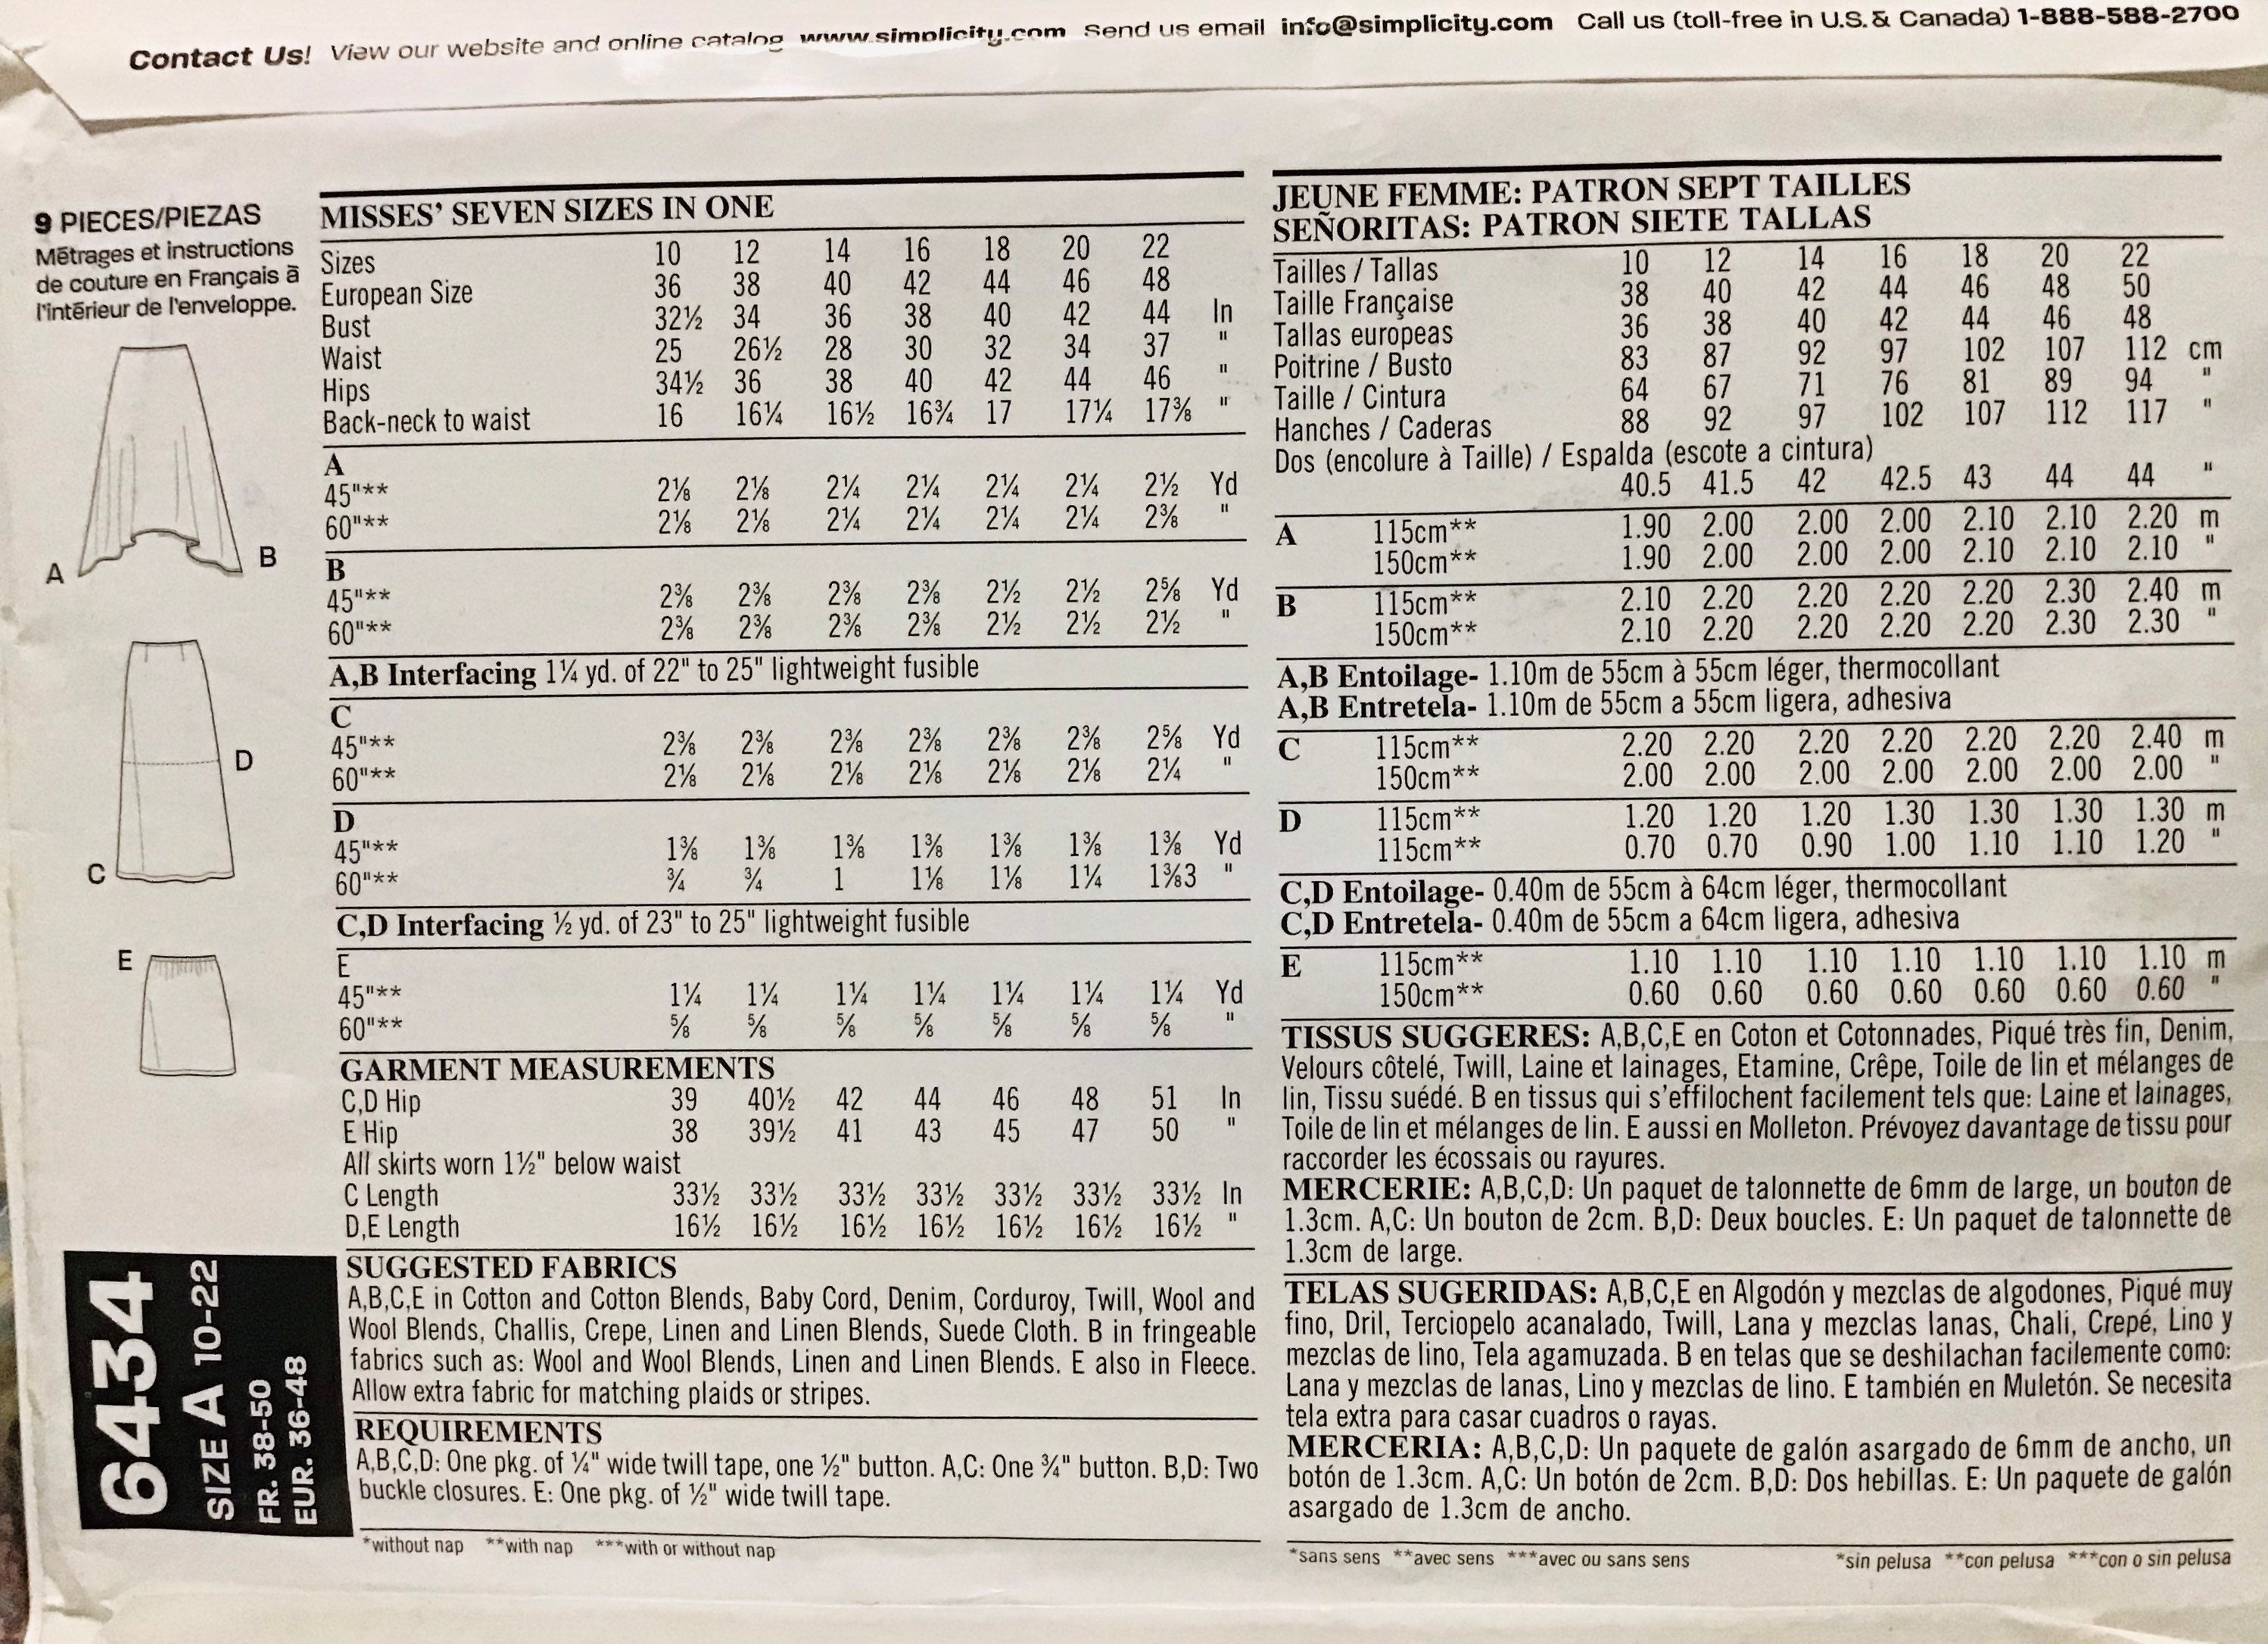 Contact Us! View our website and online catalog www.simplicity.com Send us email info@simplicity.com Call us (toll-free in U.S. & Canada) 1-888-588-2700
9 PIECES/PIEZAS
Mētrages et instructions
de couture en Français ā
l'intērieur de l'enveloppe.
A
B
D
C
E
6434
SIZE A 10-22
FR. 38-50
EUR. 36-48
MISSES' SEVEN SIZES IN ONE
Sizes 10 12 14 16 18 20 22
European Size 36 38 40 42 44 46 48
Bust 32½ 34 36 38 40 42 44 In
Waist 25 26½ 28 30 32 34 37 "
Hips 34½ 36 38 40 42 44 46 "
Back-neck to waist 16 16¼ 16½ 16¾ 17 17¼ 17⅜ "
A
45"** 2⅛ 2⅛ 2¼ 2¼ 2¼ 2¼ 2½ Yd
60"** 2⅛ 2⅛ 2¼ 2¼ 2¼ 2¼ 2⅜ "
B
45"** 2⅜ 2⅜ 2⅜ 2⅜ 2½ 2½ 2⅝ Yd
60"** 2⅜ 2⅜ 2⅜ 2⅜ 2½ 2½ 2½ "
A,B Interfacing 1¼ yd. of 22" to 25" lightweight fusible
C
45"** 2⅜ 2⅜ 2⅜ 2⅜ 2⅜ 2⅜ 2⅝ Yd
60"** 2⅛ 2⅛ 2⅛ 2⅛ 2⅛ 2⅛ 2¼ "
D
45"** 1⅜ 1⅜ 1⅜ 1⅜ 1⅜ 1⅜ 1⅜ Yd
60"** ¾ ¾ 1 1⅛ 1⅛ 1¼ 1⅜3 "
C,D Interfacing ½ yd. of 23" to 25" lightweight fusible
E
45"** 1¼ 1¼ 1¼ 1¼ 1¼ 1¼ 1¼ Yd
60"** ⅝ ⅝ ⅝ ⅝ ⅝ ⅝ ⅝ "
GARMENT MEASUREMENTS
C,D Hip 39 40½ 42 44 46 48 51 In
E Hip 38 39½ 41 43 45 47 50 "
All skirts worn 1½" below waist
C Length 33½ 33½ 33½ 33½ 33½ 33½ 33½ In
D,E Length 16½ 16½ 16½ 16½ 16½ 16½ 16½ "
SUGGESTED FABRICS
A,B,C,E in Cotton and Cotton Blends, Baby Cord, Denim, Corduroy, Twill, Wool and
Wool Blends, Challis, Crepe, Linen and Linen Blends, Suede Cloth. B in fringeable
fabrics such as: Wool and Wool Blends, Linen and Linen Blends. E also in Fleece.
Allow extra fabric for matching plaids or stripes.
REQUIREMENTS
A,B,C,D: One pkg. of ¼" wide twill tape, one ½" button. A,C: One ¾" button. B,D: Two
buckle closures. E: One pkg. of ½" wide twill tape.
*without nap **with nap ***with or without nap
JEUNE FEMME: PATRON SEPT TAILLES
SEÑORITAS: PATRON SIETE TALLAS
Tailles / Tallas 10 12 14 16 18 20 22
Taille Française 38 40 42 44 46 48 50
Tallas europeas 36 38 40 42 44 46 48
Poitrine / Busto 83 87 92 97 102 107 112 cm
Taille / Cintura 64 67 71 76 81 89 94 "
Hanches / Caderas 88 92 97 102 107 112 117 "
Dos (encolure à Taille) / Espalda (escote a cintura)
40.5 41.5 42 42.5 43 44 44 "
A 115cm** 1.90 2.00 2.00 2.00 2.10 2.10 2.20 m
150cm** 1.90 2.00 2.00 2.00 2.10 2.10 2.10 "
B 115cm** 2.10 2.20 2.20 2.20 2.20 2.30 2.40 m
150cm** 2.10 2.20 2.20 2.20 2.20 2.30 2.30 "
A,B Entoilage- 1.10m de 55cm à 55cm léger, thermocollant
A,B Entretela- 1.10m de 55cm a 55cm ligera, adhesiva
C 115cm** 2.20 2.20 2.20 2.20 2.20 2.20 2.40 m
150cm** 2.00 2.00 2.00 2.00 2.00 2.00 2.00 "
D 115cm** 1.20 1.20 1.20 1.30 1.30 1.30 1.30 m
115cm** 0.70 0.70 0.90 1.00 1.10 1.10 1.20 "
C,D Entoilage- 0.40m de 55cm à 64cm léger, thermocollant
C,D Entretela- 0.40m de 55cm a 64cm ligera, adhesiva
E 115cm** 1.10 1.10 1.10 1.10 1.10 1.10 1.10 m
150cm** 0.60 0.60 0.60 0.60 0.60 0.60 0.60 "
TISSUS SUGGERES: A,B,C,E en Coton et Cotonnades, Piqué très fin, Denim,
Velours côtelé, Twill, Laine et lainages, Etamine, Crêpe, Toile de lin et mélanges de
lin, Tissu suédé. B en tissus qui s'effilochent facilement tels que: Laine et lainages,
Toile de lin et mélanges de lin. E aussi en Molleton. Prévoyez davantage de tissu pour
raccorder les écossais ou rayures.
MERCERIE: A,B,C,D: Un paquet de talonnette de 6mm de large, un bouton de
1.3cm. A,C: Un bouton de 2cm. B,D: Deux boucles. E: Un paquet de talonnette de
1.3cm de large.
TELAS SUGERIDAS: A,B,C,E en Algodón y mezclas de algodones, Piqué muy
fino, Dril, Terciopelo acanalado, Twill, Lana y mezclas lanas, Chali, Crepé, Lino y
mezclas de lino, Tela agamuzada. B en telas que se deshilachan facilemente como:
Lana y mezclas de lanas, Lino y mezclas de lino. E también en Muletón. Se necesita
tela extra para casar cuadros o rayas.
MERCERIA: A,B,C,D: Un paquete de galón asargado de 6mm de ancho, un
botón de 1.3cm. A,C: Un botón de 2cm. B,D: Dos hebillas. E: Un paquete de galón
asargado de 1.3cm de ancho.
*sans sens **avec sens ***avec ou sans sens *sin pelusa **con pelusa ***con o sin pelusa